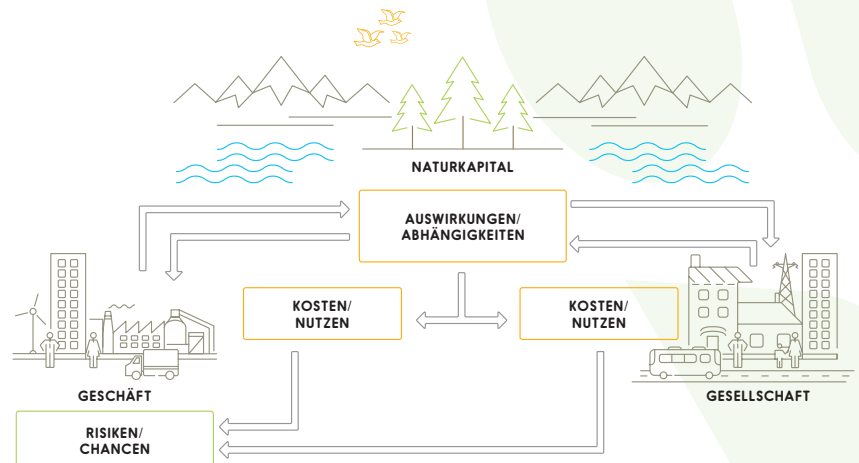 NATURKAPITAL
AUSWIRKUNGEN/
ABHÄNGIGKEITEN
KOSTEN/
NUTZEN
KOSTEN/
NUTZEN
GESCHÄFT
GESELLSCHAFT
RISIKEN/
CHANCEN